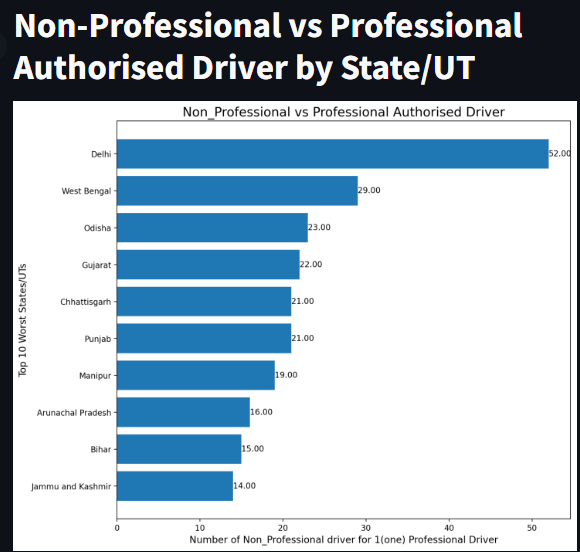 Non-Professional vs Professional
Authorised Driver by State/UT
Non_Professional vs Professional Authorised Driver
Top 10 Worst States/UTs
Delhi 52.00
West Bengal 29.00
Odisha 23.00
Gujarat 22.00
Chhattisgarh 21.00
Punjab 21.00
Manipur 19.00
Arunachal Pradesh 16.00
Bihar 15.00
Jammu and Kashmir 14.00
0 10 20 30 40 50
Number of Non_Professional driver for 1(one) Professional Driver